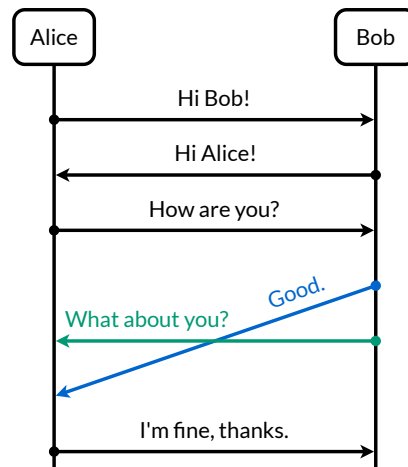 Alice
Bob
Hi Bob!
Hi Alice!
How are you?
Good.
What about you?
I'm fine, thanks.